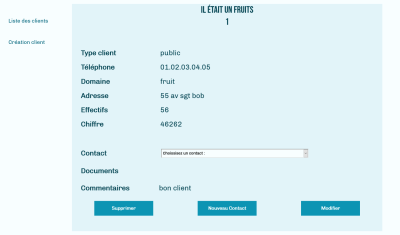 IL ÉTAIT UN FRUITS
1
Liste des clients
Création client
Type client public
Téléphone 01.02.03.04.05
Domaine fruit
Adresse 55 av sgt bob
Effectifs 56
Chiffre 46262
Contact Choisissez un contact :
Documents
Commentaires bon client
Supprimer Nouveau Contact Modifier